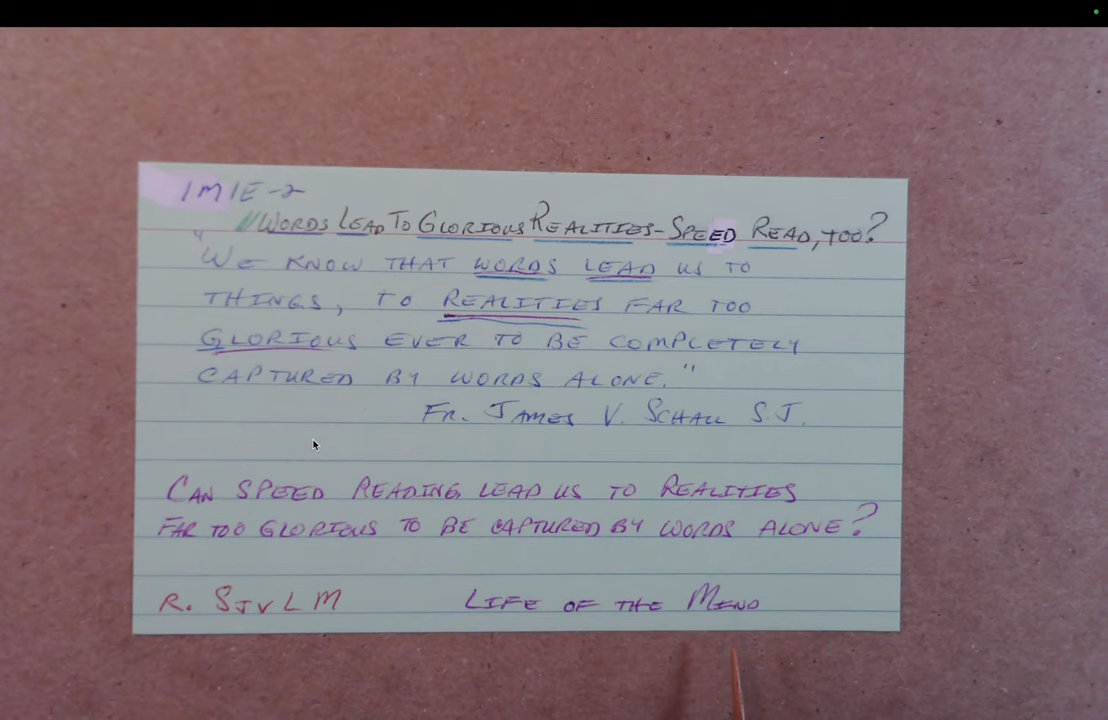 1M1E-2
"WORDS LEAD TO GLORIOUS REALITIES - SPEED READ, TOO?
"WE KNOW THAT WORDS LEAD US TO
THINGS, TO REALITIES FAR TOO
GLORIOUS EVER TO BE COMPLETELY
CAPTURED BY WORDS ALONE."
FR. JAMES V. SCHALL S.J.
CAN SPEED READING LEAD US TO REALITIES
FAR TOO GLORIOUS TO BE CAPTURED BY WORDS ALONE?
R. SJVLM LIFE OF THE MIND